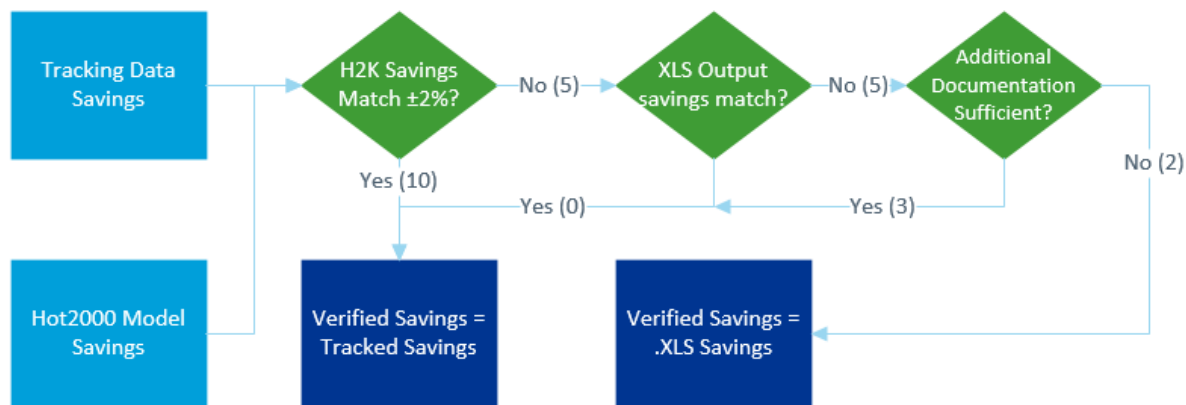 Tracking Data
Savings
H2K Savings
Match ±2%?
No (5)
XLS Output
savings match?
No (5)
Additional
Documentation
Sufficient?
No (2)
Yes (10)
Yes (0)
Yes (3)
Hot2000 Model
Savings
Verified Savings =
Tracked Savings
Verified Savings =
.XLS Savings